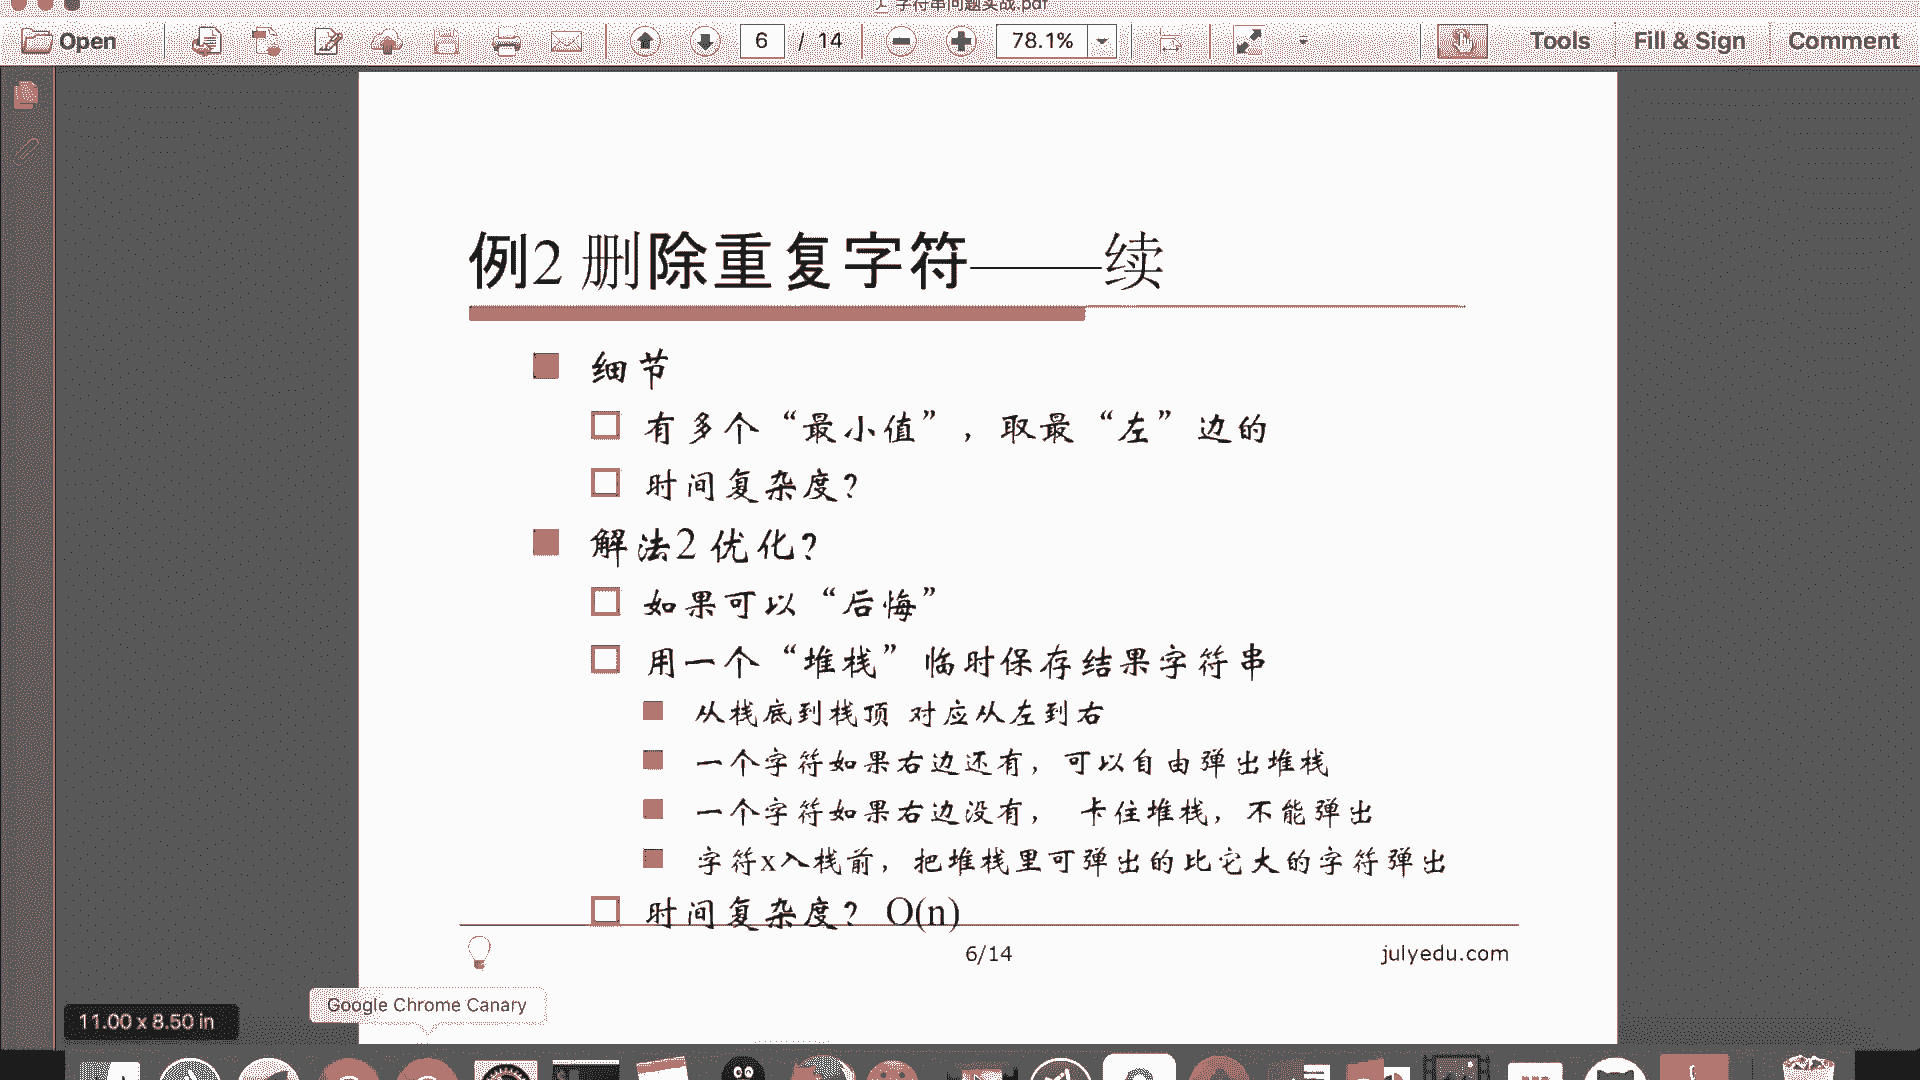 字符串问题实战.pdf
Open 6 / 14 78.1% Tools Fill & Sign Comment
例2 删除重复字符——续
细节
有多个“最小值”，取最“左”边的
时间复杂度？
解法2 优化？
如果可以“后悔”
用一个“堆栈”临时保存结果字符串
从栈底到栈顶 对应从左到右
一个字符如果右边还有，可以自由弹出堆栈
一个字符如果右边没有， 卡住堆栈，不能弹出
字符x入栈前，把堆栈里可弹出的比它大的字符弹出
时间复杂度？ O(n)
6/14
julyedu.com
Google Chrome Canary
11.00 x 8.50 in